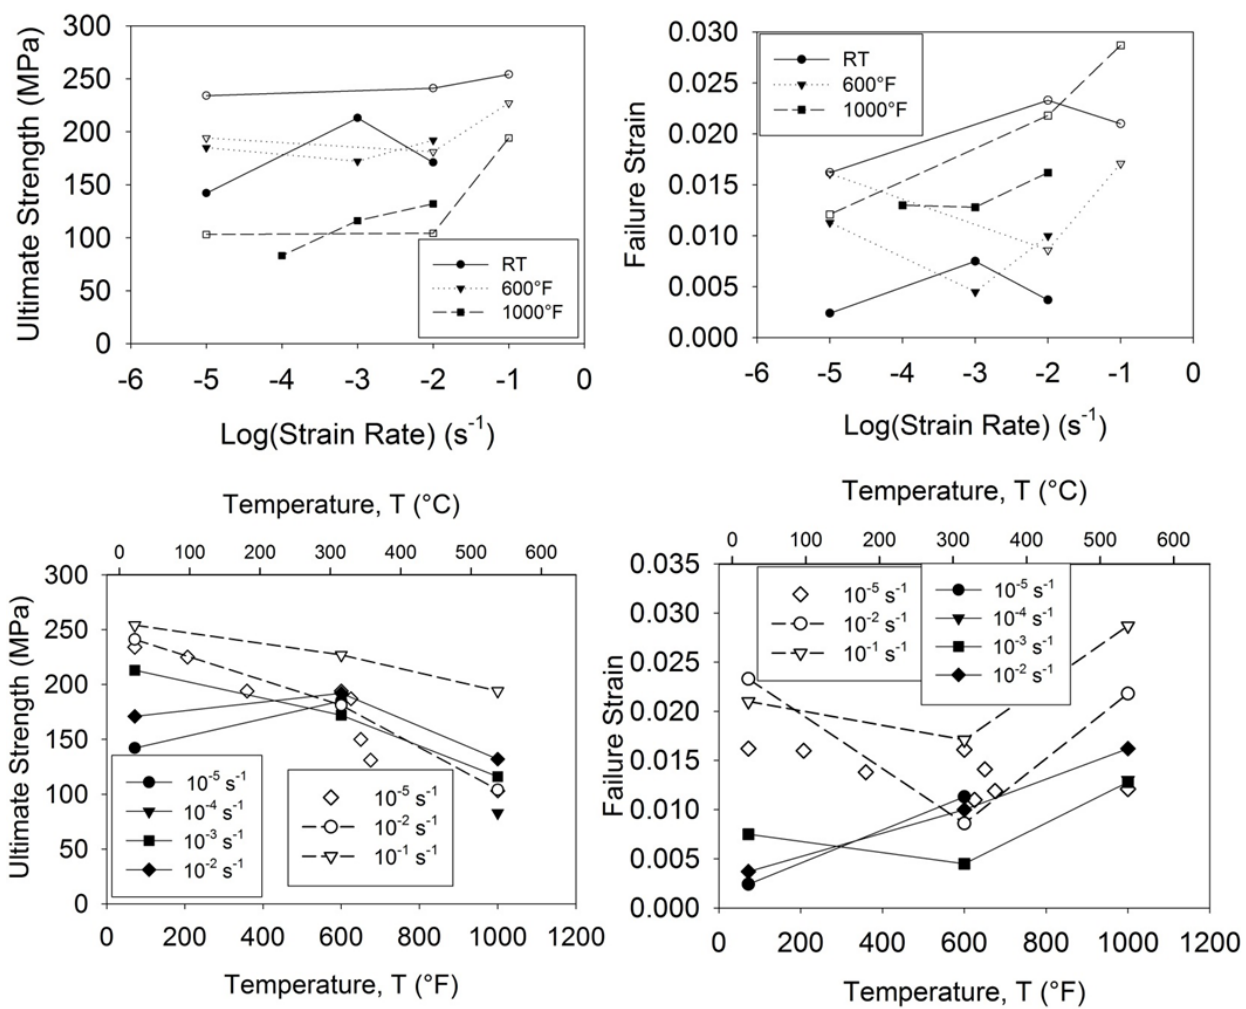 Ultimate Strength (MPa)
300
250
200
150
100
50
0
-6 -5 -4 -3 -2 -1 0
Log(Strain Rate) (s-1)
RT
600°F
1000°F
Failure Strain
0.030
0.025
0.020
0.015
0.010
0.005
0.000
-6 -5 -4 -3 -2 -1 0
Log(Strain Rate) (s-1)
RT
600°F
1000°F
Temperature, T (°C)
0 100 200 300 400 500 600
Ultimate Strength (MPa)
300
250
200
150
100
50
0
10-5 s-1
10-4 s-1
10-3 s-1
10-2 s-1
10-5 s-1
10-2 s-1
10-1 s-1
0 200 400 600 800 1000 1200
Temperature, T (°F)
Temperature, T (°C)
0 100 200 300 400 500 600
Failure Strain
0.035
0.030
0.025
0.020
0.015
0.010
0.005
0.000
10-5 s-1
10-2 s-1
10-1 s-1
10-5 s-1
10-4 s-1
10-3 s-1
10-2 s-1
0 200 400 600 800 1000 1200
Temperature, T (°F)